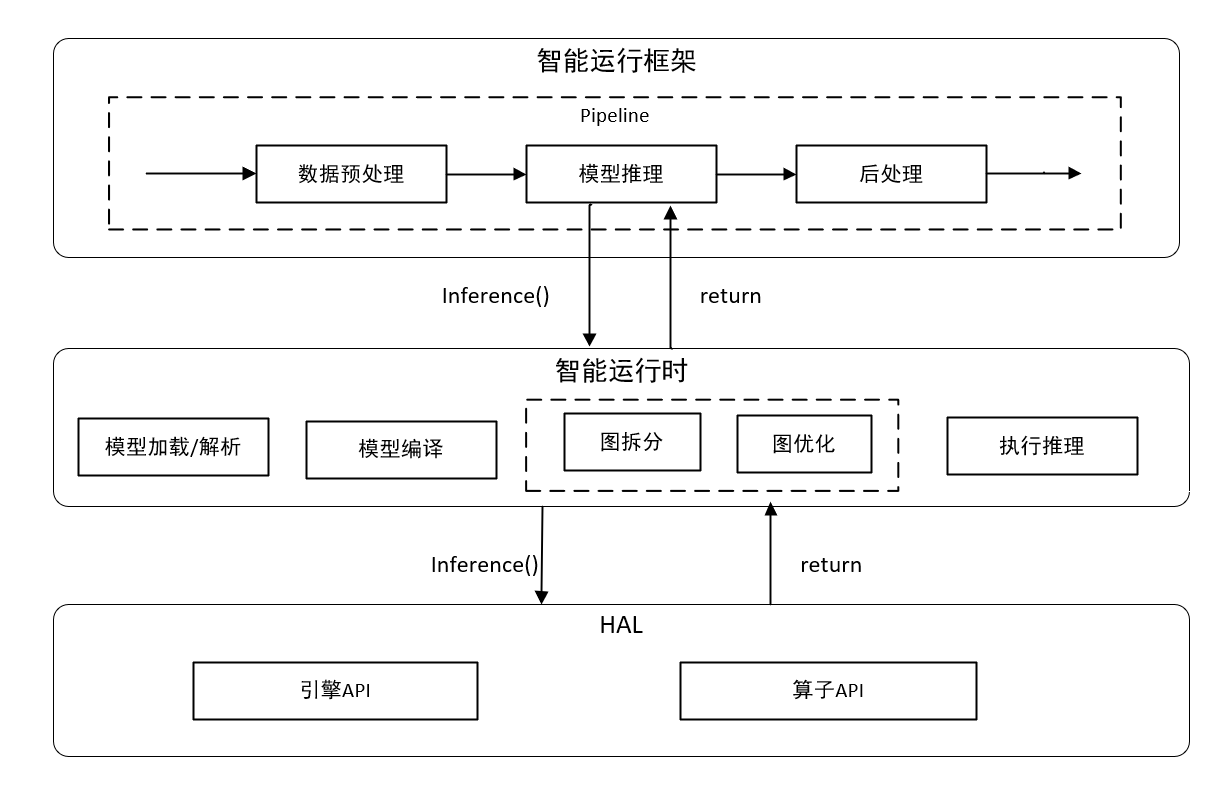 智能运行框架
Pipeline
数据预处理
模型推理
后处理
Inference()
return
智能运行时
模型加载/解析
模型编译
图拆分
图优化
执行推理
Inference()
return
HAL
引擎API
算子API